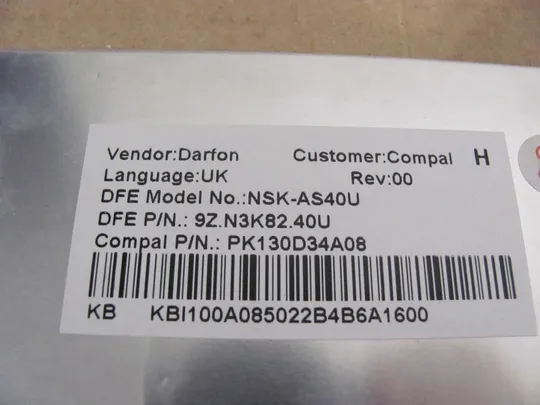 Vendor:Darfon Customer:Compal H
Language:UK Rev:00
DFE Model No.:NSK-AS40U
DFE P/N.: 9Z.N3K82.40U
Compal P/N.: PK130D34A08
KB KBI100A085022B4B6A1600